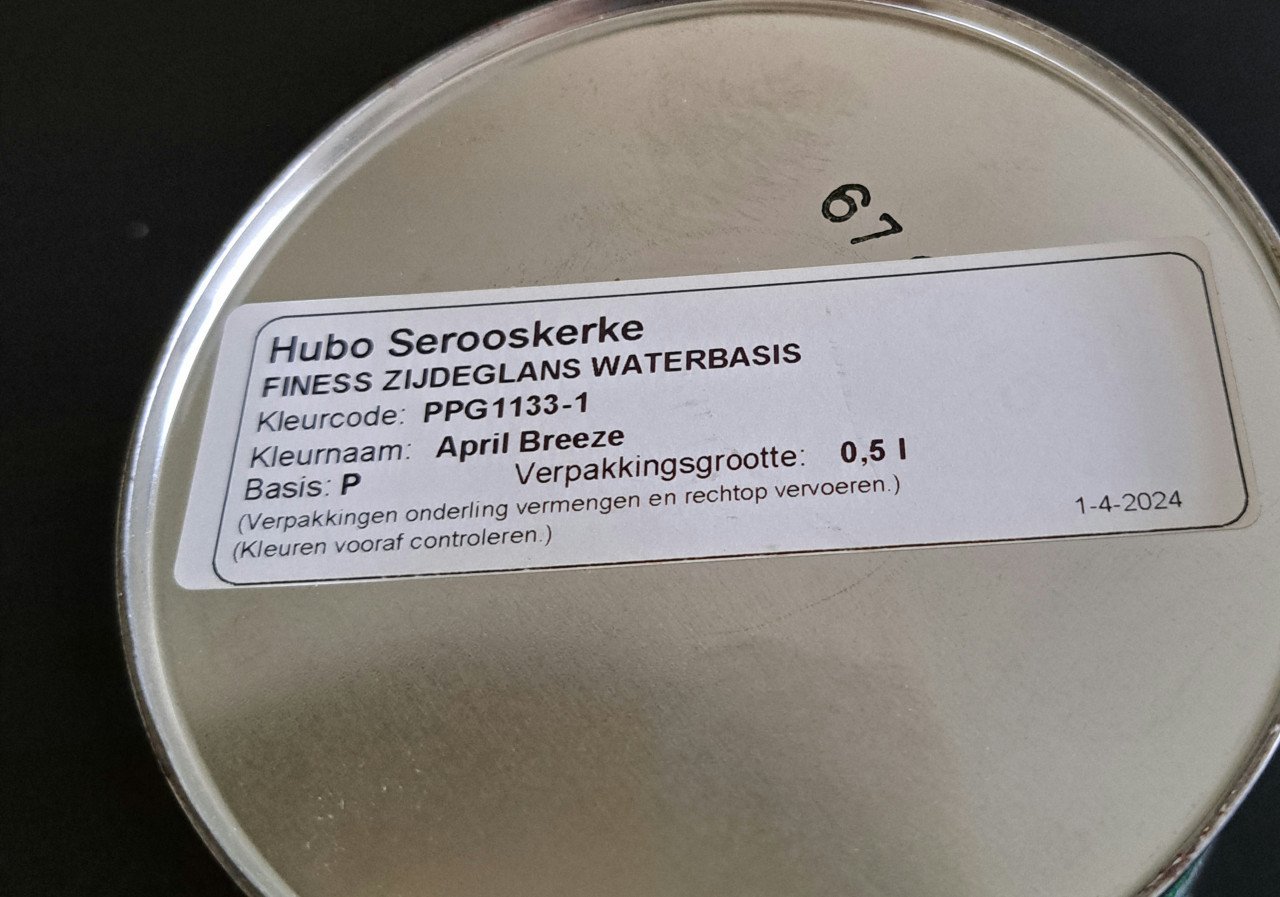 67
Hubo Serooskerke
FINESS ZIJDEGLANS WATERBASIS
Kleurcode: PPG1133-1
Kleurnaam: April Breeze
Basis: P Verpakkingsgrootte: 0,5 l
(Verpakkingen onderling vermengen en rechtop vervoeren.)
(Kleuren vooraf controleren.)
1-4-2024